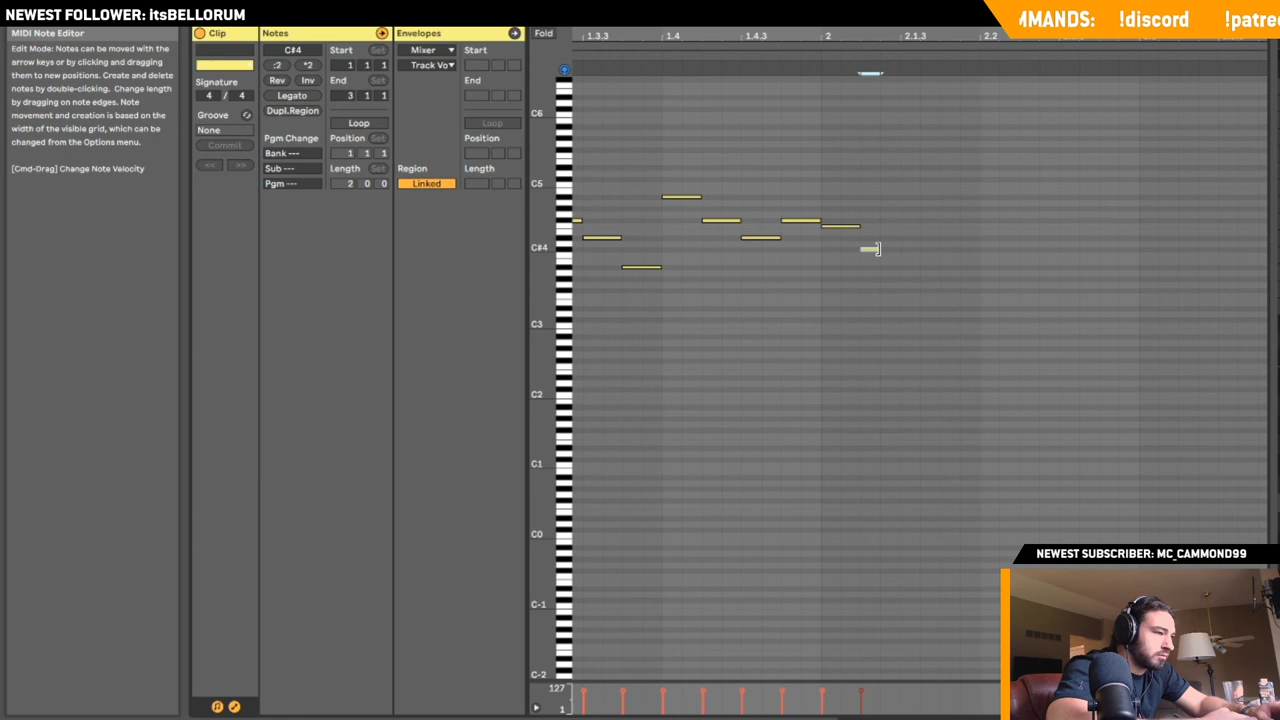 NEWEST FOLLOWER: itsBELLORUM
MMANDS: !discord !patre
MIDI Note Editor
Edit Mode: Notes can be moved with the
arrow keys or by clicking and dragging
them to new positions. Create and delete
notes by double-clicking. Change length
by dragging on note edges. Note
movement and creation is based on the
width of the visible grid, which can be
changed from the Options menu.
[Cmd-Drag] Change Note Velocity
Clip
Signature
4 / 4
Groove
None
Commit
<< >>
Notes
C#4 Start Set
:2 *2 1 1 1
Rev Inv End Set
Legato 3 1 1
Dupl.Region
Loop
Pgm Change Position Set
Bank --- 1 1 1
Sub --- Length Set
Pgm --- 2 0 0
Envelopes
Mixer Start
Track Vo
End
Loop
Position
Region Length
Linked
Fold
1.3.3 1.4 1.4.3 2 2.1.3 2.2
C6
C5
C#4
C3
C2
C1
C0
C-1
C-2
127
1
NEWEST SUBSCRIBER: MC_CAMMOND99